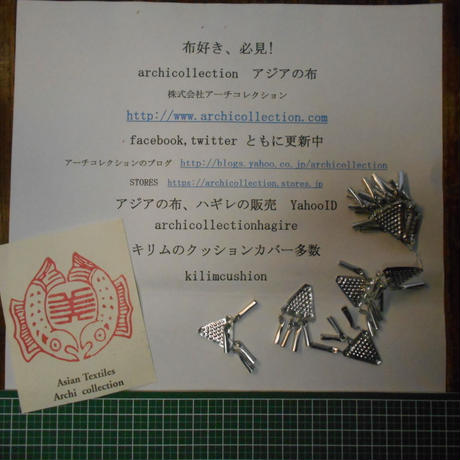 布好き、必見!
archicollection アジアの布
株式会社アーチコレクション
http://www.archicollection.com
facebook,twitter ともに更新中
アーチコレクションのブログ http://blogs.yahoo.co.jp/archicollection
STORES https://archicollection.stores.jp
アジアの布、ハギレの販売 YahooID
archicollectionhagire
キリムのクッションカバー多数
kilimcushion
Asian Textiles
Archi collection